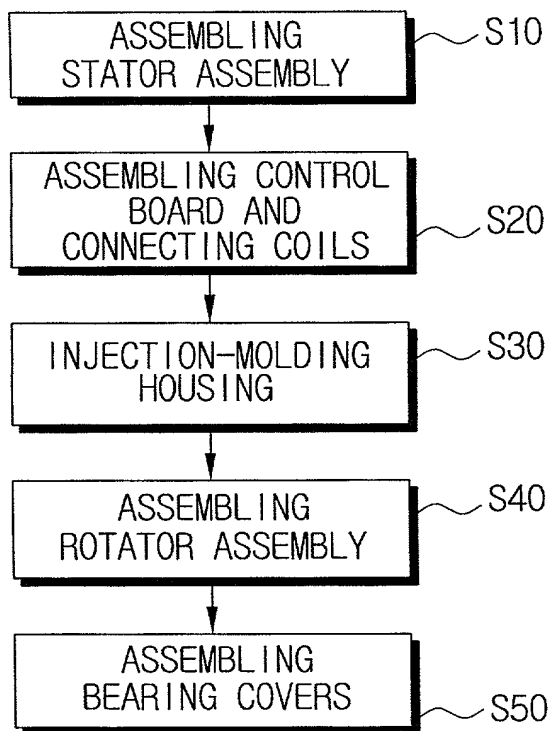 ASSEMBLING
STATOR ASSEMBLY
S10
ASSEMBLING CONTROL
BOARD AND
CONNECTING COILS
S20
INJECTION-MOLDING
HOUSING
S30
ASSEMBLING
ROTATOR ASSEMBLY
S40
ASSEMBLING
BEARING COVERS
S50